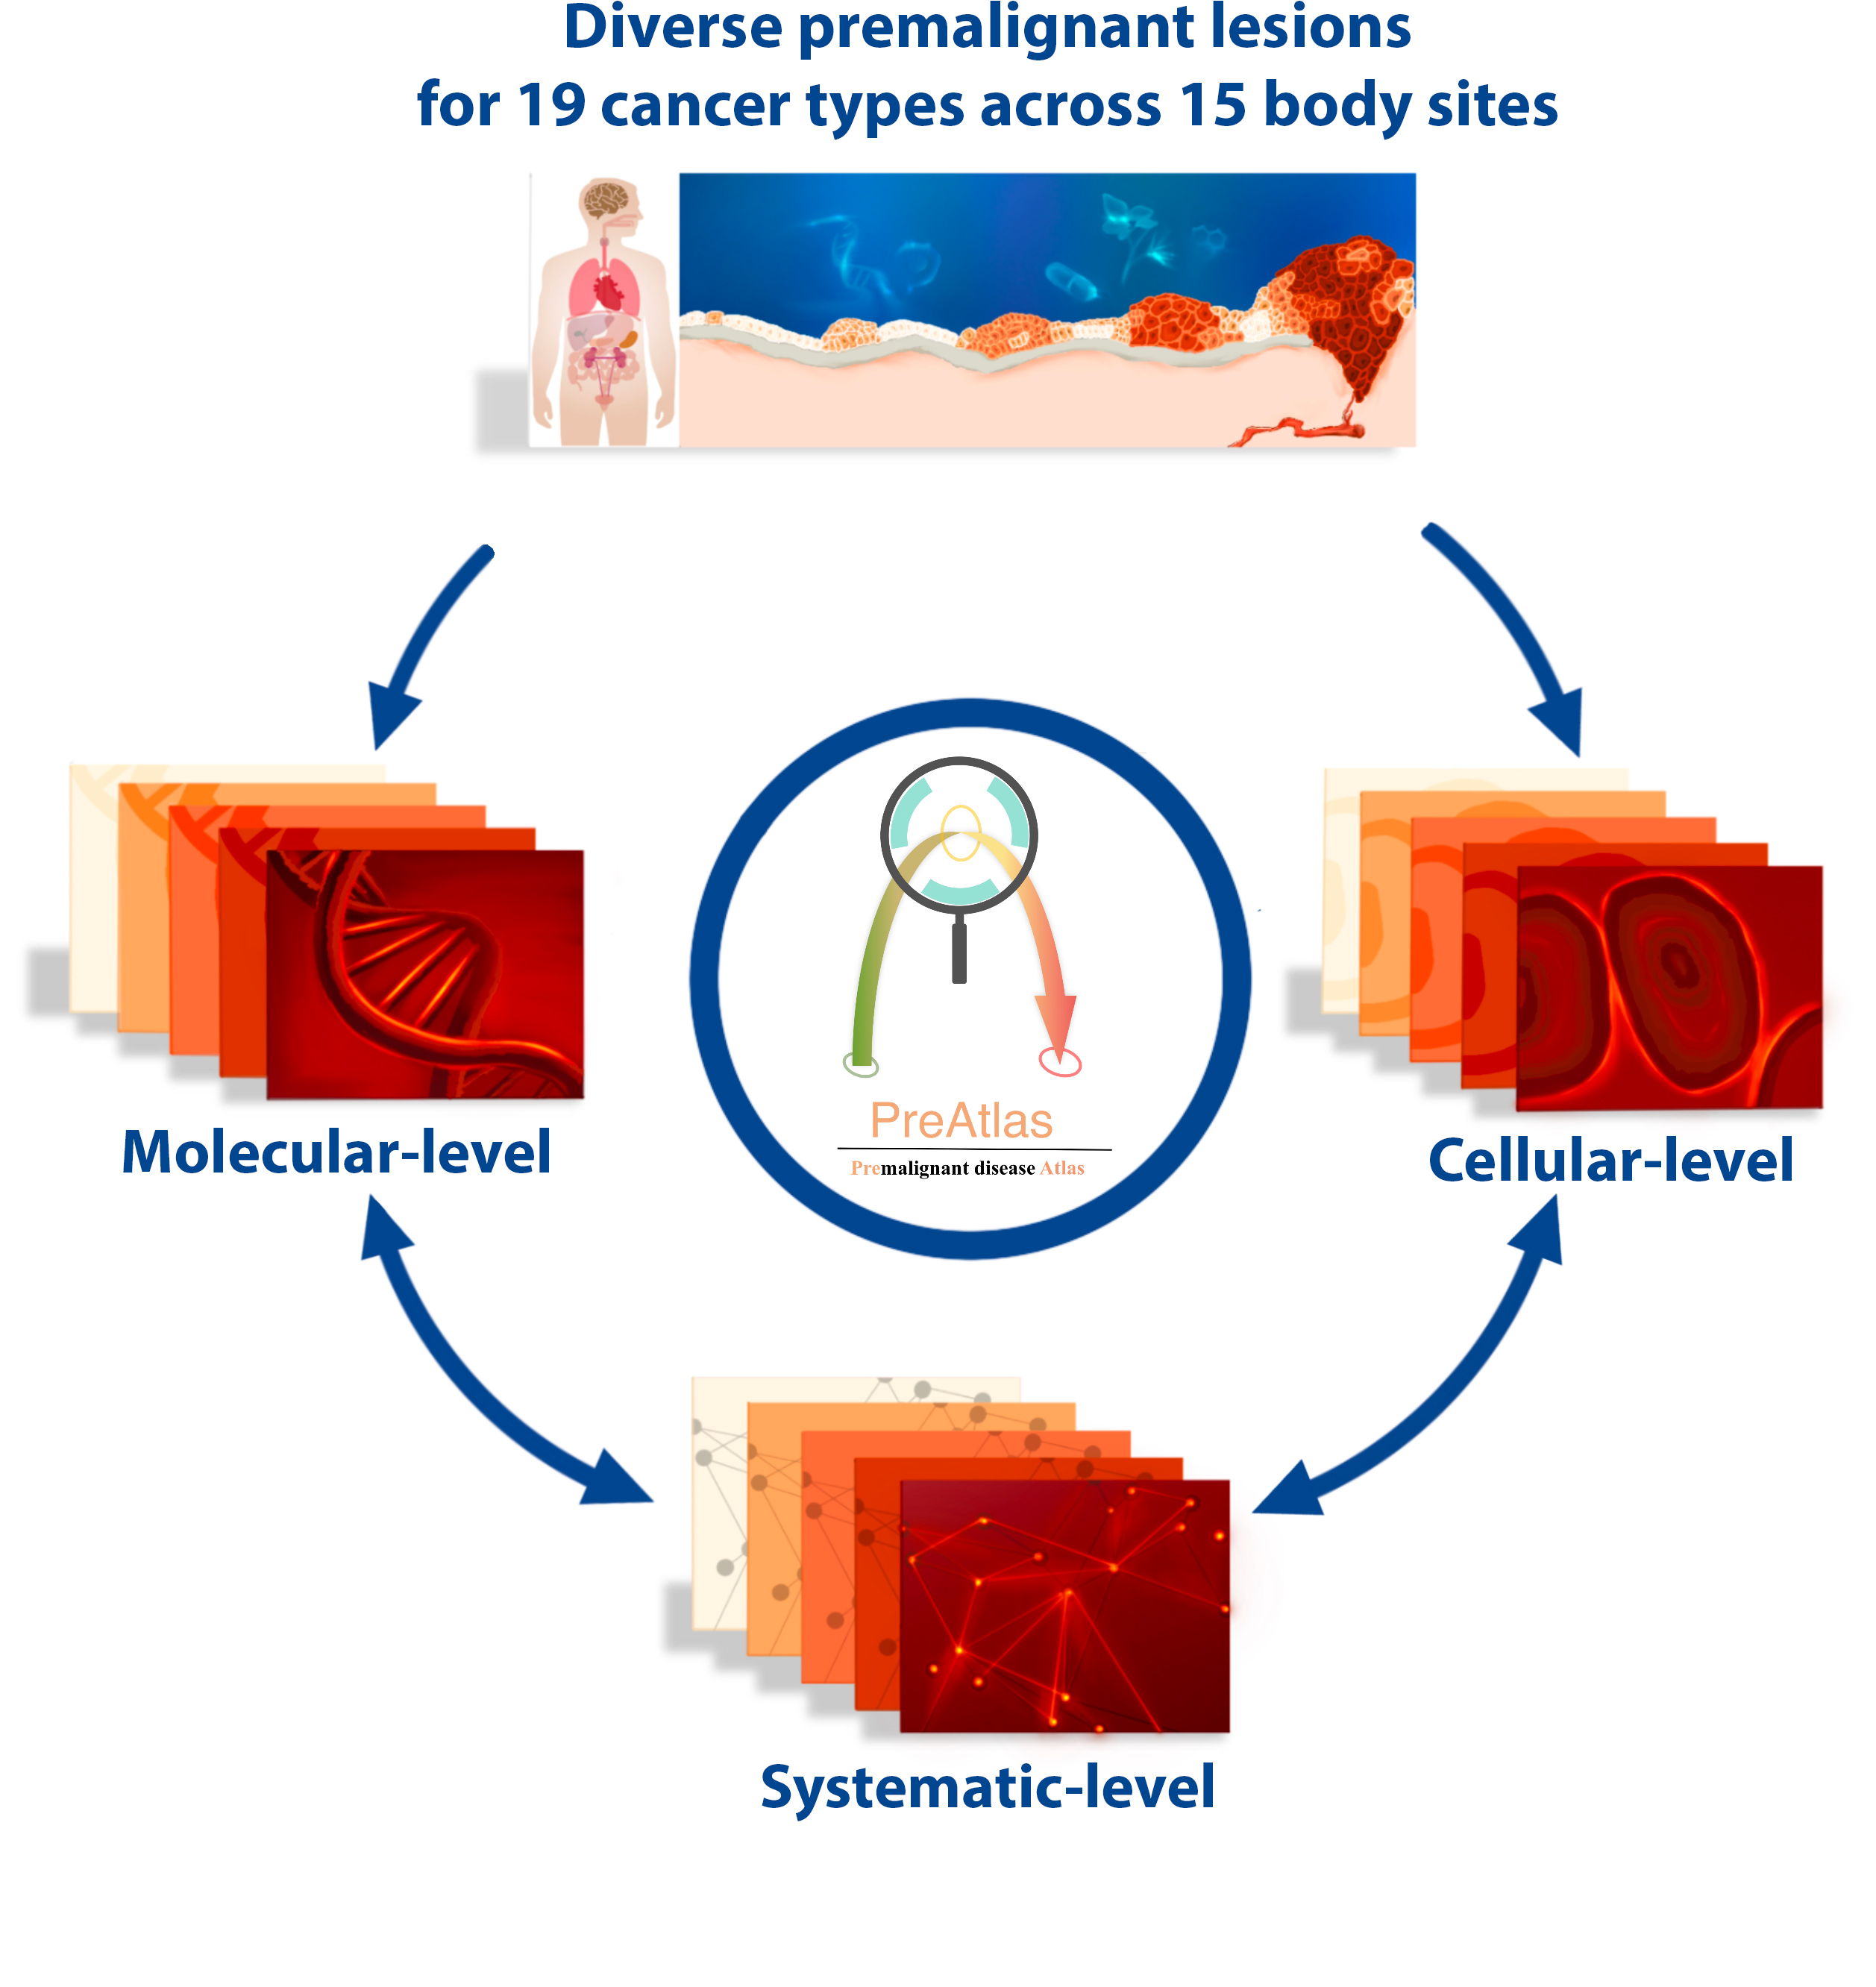 Diverse premalignant lesions
for 19 cancer types across 15 body sites
PreAtlas
Premalignant disease Atlas
Molecular-level
Cellular-level
Systematic-level